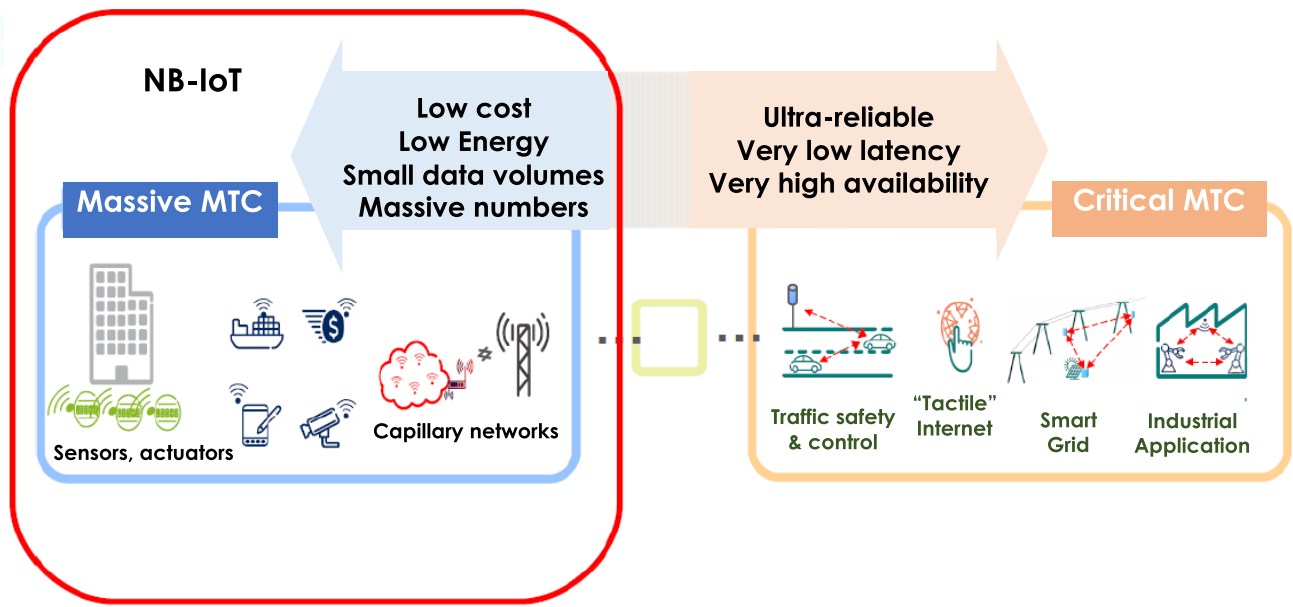 NB-IoT
Low cost
Low Energy
Small data volumes
Massive numbers
Ultra-reliable
Very low latency
Very high availability
Massive MTC
Critical MTC
Sensors, actuators
Capillary networks
Traffic safety
& control
“Tactile”
Internet
Smart
Grid
Industrial
Application